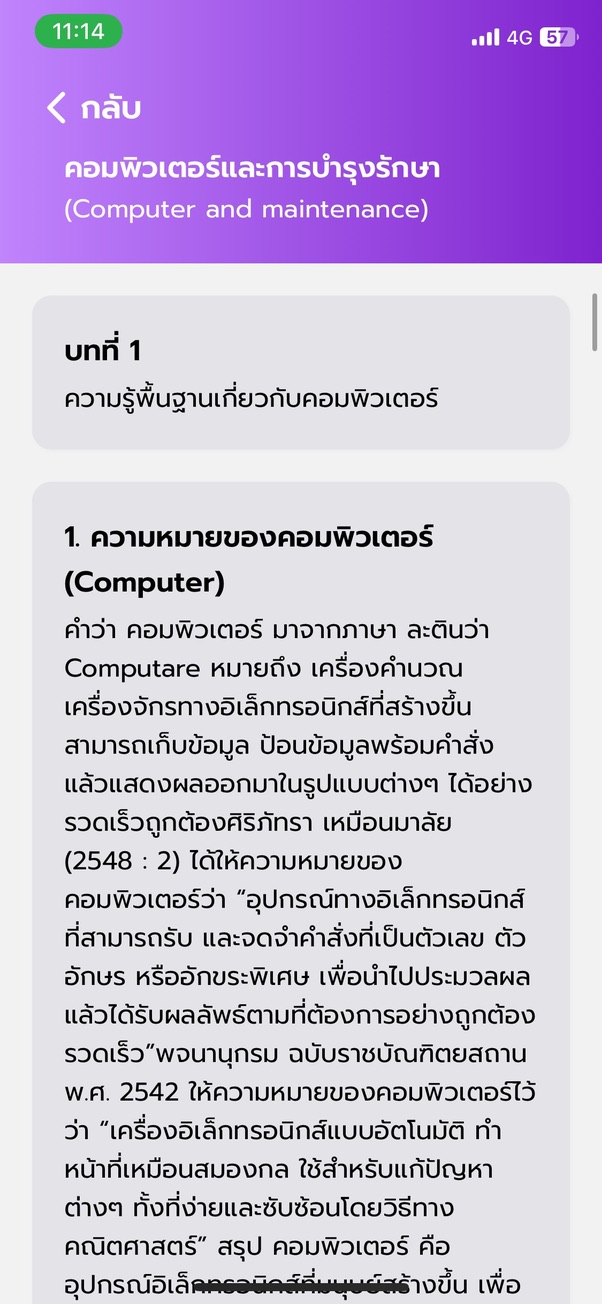 11:14
4G 57
กลับ
คอมพิวเตอร์และการบำรุงรักษา
(Computer and maintenance)
บทที่ 1
ความรู้พื้นฐานเกี่ยวกับคอมพิวเตอร์
1. ความหมายของคอมพิวเตอร์
(Computer)
คำว่า คอมพิวเตอร์ มาจากภาษา ละตินว่า
Computare หมายถึง เครื่องคำนวณ
เครื่องจักรทางอิเล็กทรอนิกส์ที่สร้างขึ้น
สามารถเก็บข้อมูล ป้อนข้อมูลพร้อมคำสั่ง
แล้วแสดงผลออกมาในรูปแบบต่างๆ ได้อย่าง
รวดเร็วถูกต้องศิริภัทรา เหมือนมาลัย
(2548 : 2) ได้ให้ความหมายของ
คอมพิวเตอร์ว่า “อุปกรณ์ทางอิเล็กทรอนิกส์
ที่สามารถรับ และจดจำคำสั่งที่เป็นตัวเลข ตัว
อักษร หรืออักขระพิเศษ เพื่อนำไปประมวลผล
แล้วได้รับผลลัพธ์ตามที่ต้องการอย่างถูกต้อง
รวดเร็ว”พจนานุกรม ฉบับราชบัณฑิตยสถาน
พ.ศ. 2542 ให้ความหมายของคอมพิวเตอร์ไว้
ว่า “เครื่องอิเล็กทรอนิกส์แบบอัตโนมัติ ทำ
หน้าที่เหมือนสมองกล ใช้สำหรับแก้ปัญหา
ต่างๆ ทั้งที่ง่ายและซับซ้อนโดยวิธีทาง
คณิตศาสตร์” สรุป คอมพิวเตอร์ คือ
อุปกรณ์อิเล็กทรอนิกส์ที่มนุษย์สร้างขึ้น เพื่อ